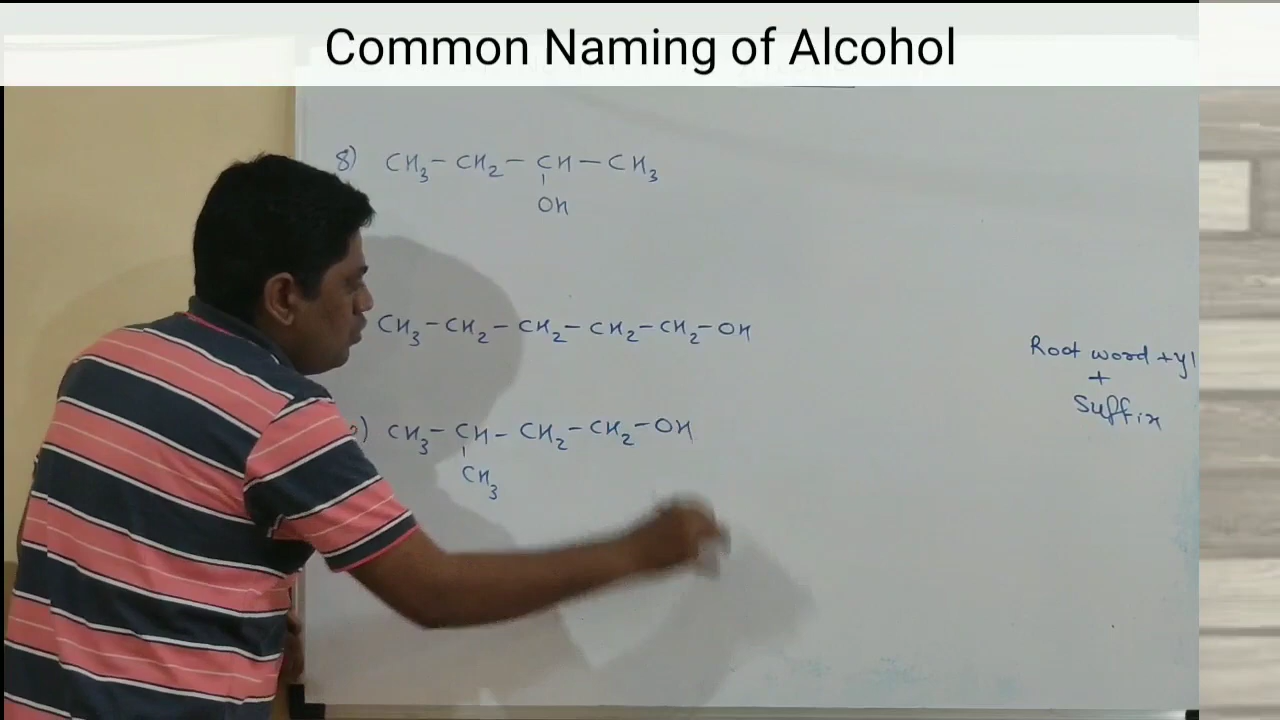 Common Naming of Alcohol
8) CH₃ – CH₂ – CH – CH₃
OH
CH₃ – CH₂ – CH₂ – CH₂ – CH₂ – OH
Root word + yl
+
Suffix
) CH₃ – CH – CH₂ – CH₂ – OH
CH₃